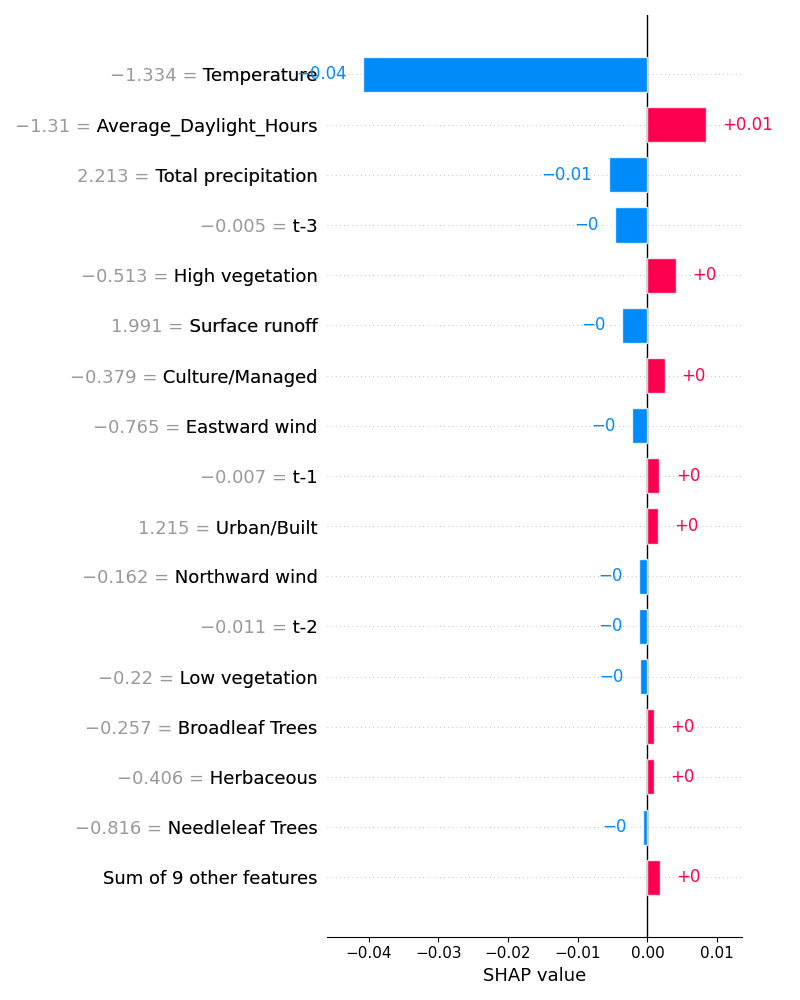 −1.334 = Temperature −0.04
−1.31 = Average_Daylight_Hours +0.01
2.213 = Total precipitation −0.01
−0.005 = t-3 −0
−0.513 = High vegetation +0
1.991 = Surface runoff −0
−0.379 = Culture/Managed +0
−0.765 = Eastward wind −0
−0.007 = t-1 +0
1.215 = Urban/Built +0
−0.162 = Northward wind −0
−0.011 = t-2 −0
−0.22 = Low vegetation −0
−0.257 = Broadleaf Trees +0
−0.406 = Herbaceous +0
−0.816 = Needleleaf Trees −0
Sum of 9 other features +0
−0.04 −0.03 −0.02 −0.01 0.00 0.01
SHAP value